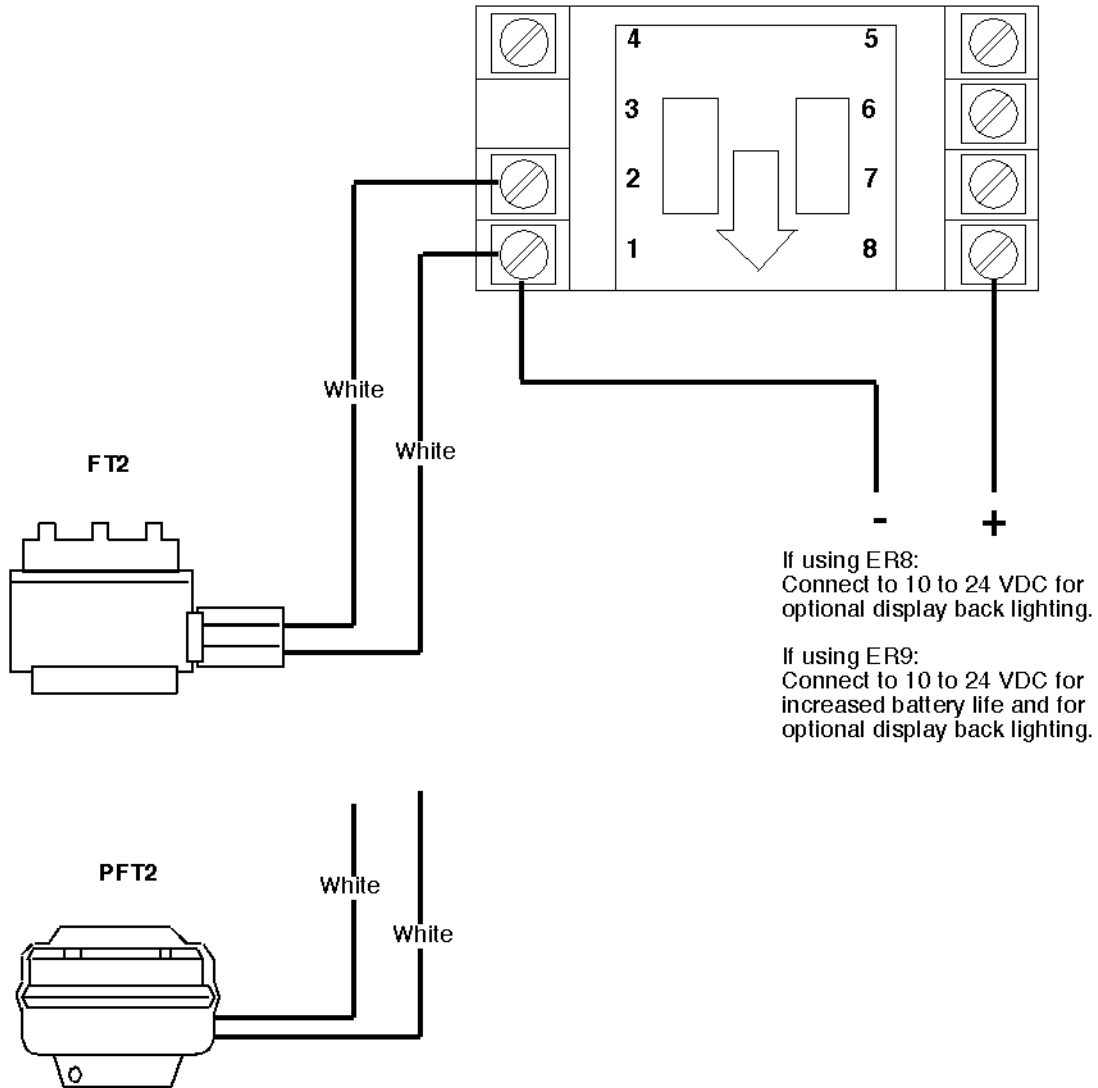 4 5
3 6
2 7
1 8
White
White
FT2
- +
If using ER8:
Connect to 10 to 24 VDC for
optional display back lighting.
If using ER9:
Connect to 10 to 24 VDC for
increased battery life and for
optional display back lighting.
PFT2
White
White